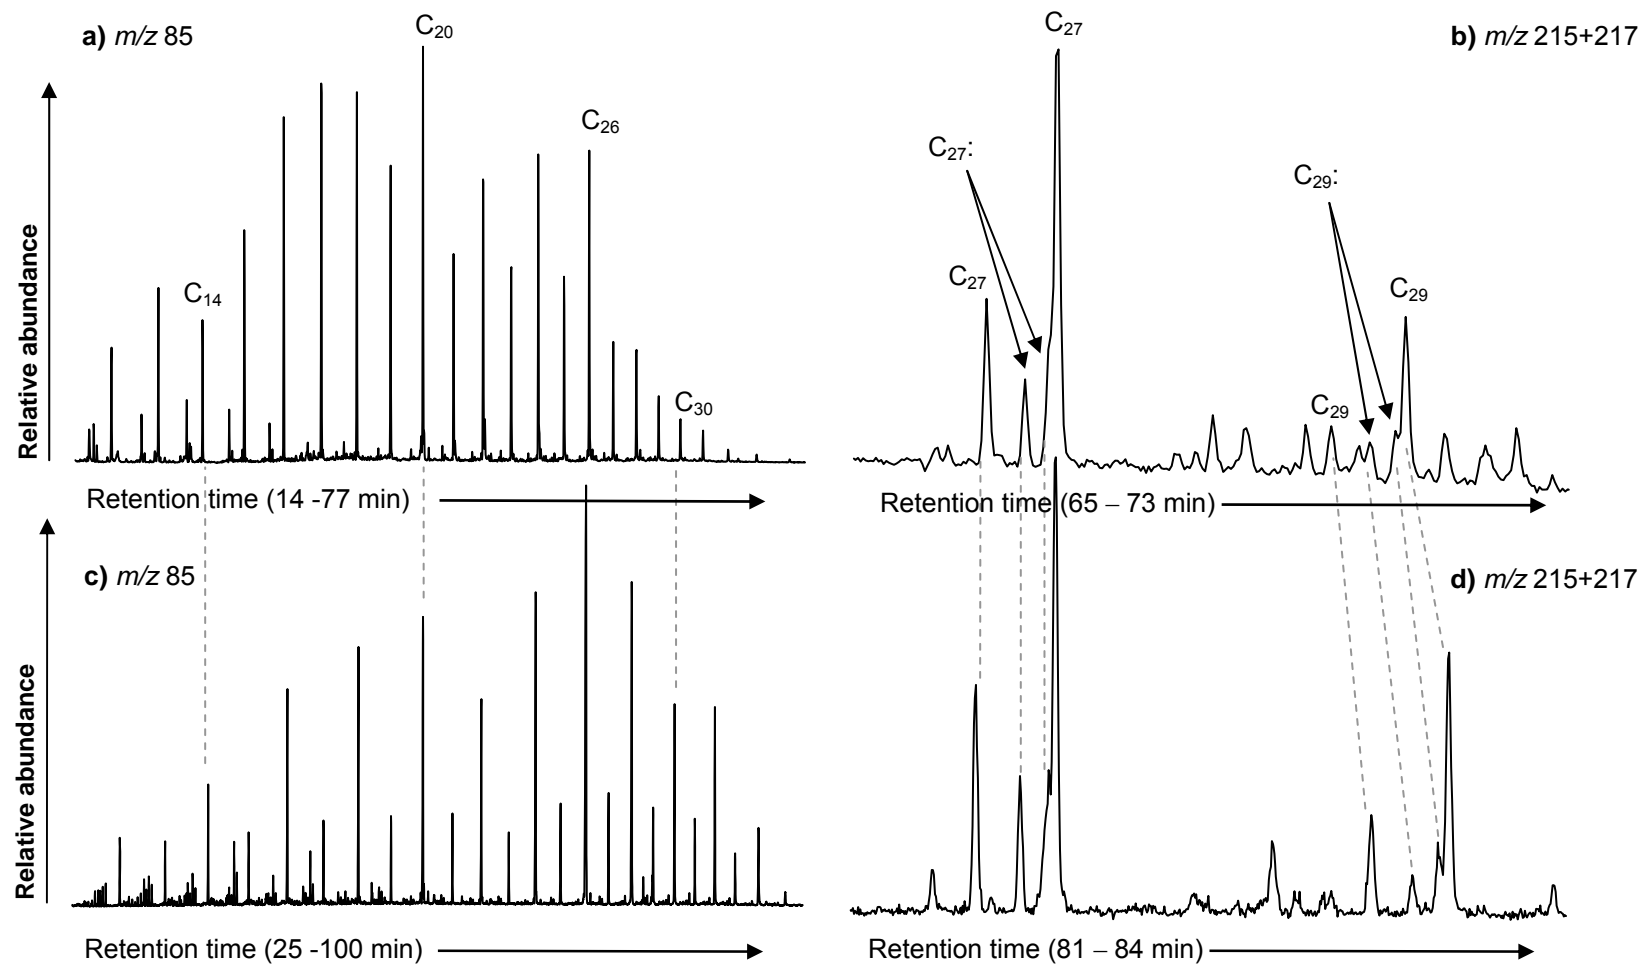 a) m/z 85
C₂₀
C₂₆
C₁₄
C₃₀
Relative abundance
Retention time (14 -77 min)
b) m/z 215+217
C₂₇
C₂₇:
C₂₉:
C₂₇
C₂₉
C₂₉
Retention time (65 – 73 min)
c) m/z 85
Relative abundance
Retention time (25 -100 min)
d) m/z 215+217
Retention time (81 – 84 min)